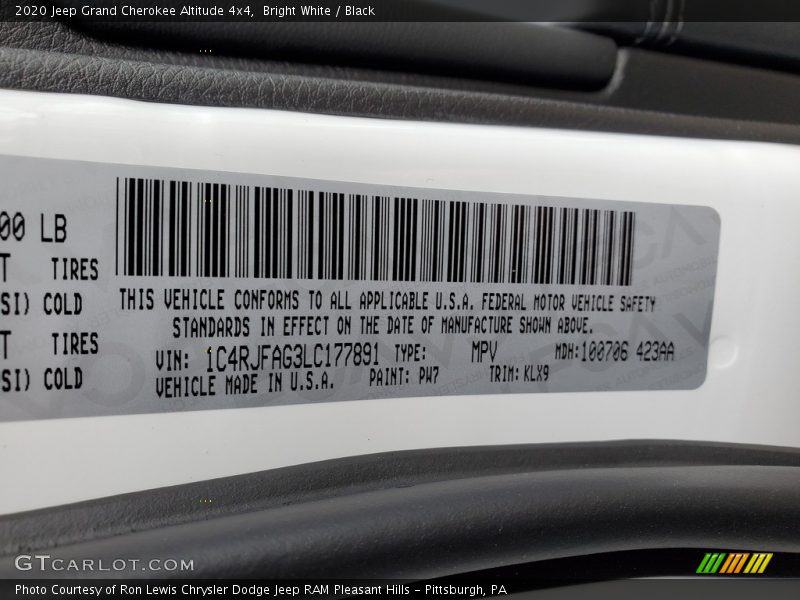 2020 Jeep Grand Cherokee Altitude 4x4,  Bright White / Black
00 LB
T TIRES
SI) COLD
T TIRES
SI) COLD
THIS VEHICLE CONFORMS TO ALL APPLICABLE U.S.A. FEDERAL MOTOR VEHICLE SAFETY
STANDARDS IN EFFECT ON THE DATE OF MANUFACTURE SHOWN ABOVE.
VIN: 1C4RJFAG3LC177891 TYPE: MPV MDH:100706 423AA
VEHICLE MADE IN U.S.A. PAINT: PW7 TRIM: KLX9
GTCARLOT.COM
Photo Courtesy of Ron Lewis Chrysler Dodge Jeep RAM Pleasant Hills - Pittsburgh, PA